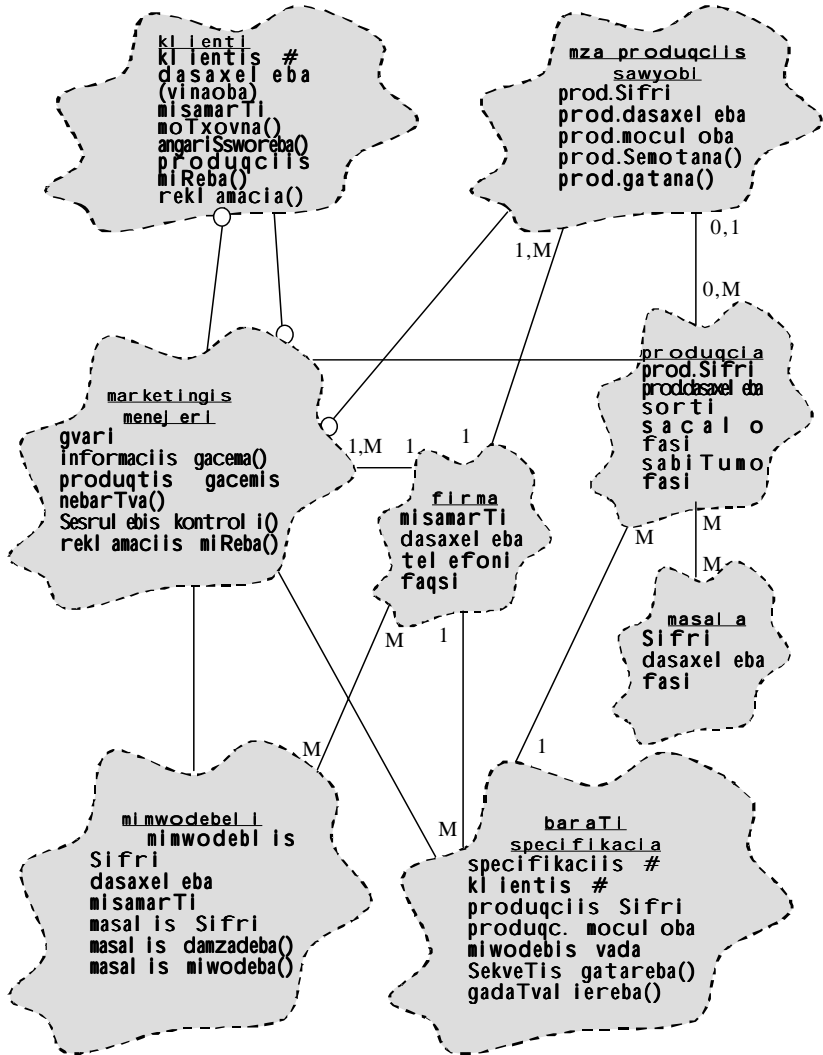 klienti
klientis #
dasaxeleba
(vinaoba)
misamarTi
moTxovna()
angariSsworeba()
produqciis
miReba()
reklamacia()
mza produqciis
sawyobi
prod.Sifri
prod.dasaxeleba
prod.moculoba
prod.Semotana()
prod.gatana()
1,M
0,1
0,M
produqcia
prod.Sifri
prod.dasaxeleba
sorti
sacalo
fasi
sabiTumo
fasi
marketingis
menejeri
gvari
informaciis gacema()
produqtis gacemis
nebarTva()
Sesrulebis kontroli()
reklamaciis miReba()
1,M
1
1
firma
misamarTi
dasaxeleba
telefoni
faqsi
M
M
M
masala
Sifri
dasaxeleba
fasi
M
1
M
1
M
mimwodebeli
mimwodeblis
Sifri
dasaxeleba
misamarTi
masalis Sifri
masalis damzadeba()
masalis miwodeba()
baraTi
specifikacia
specifikaciis #
klientis #
produqciis Sifri
produqc. moculoba
miwodebis vada
SekveTis gatareba()
gadaTvaliereba()